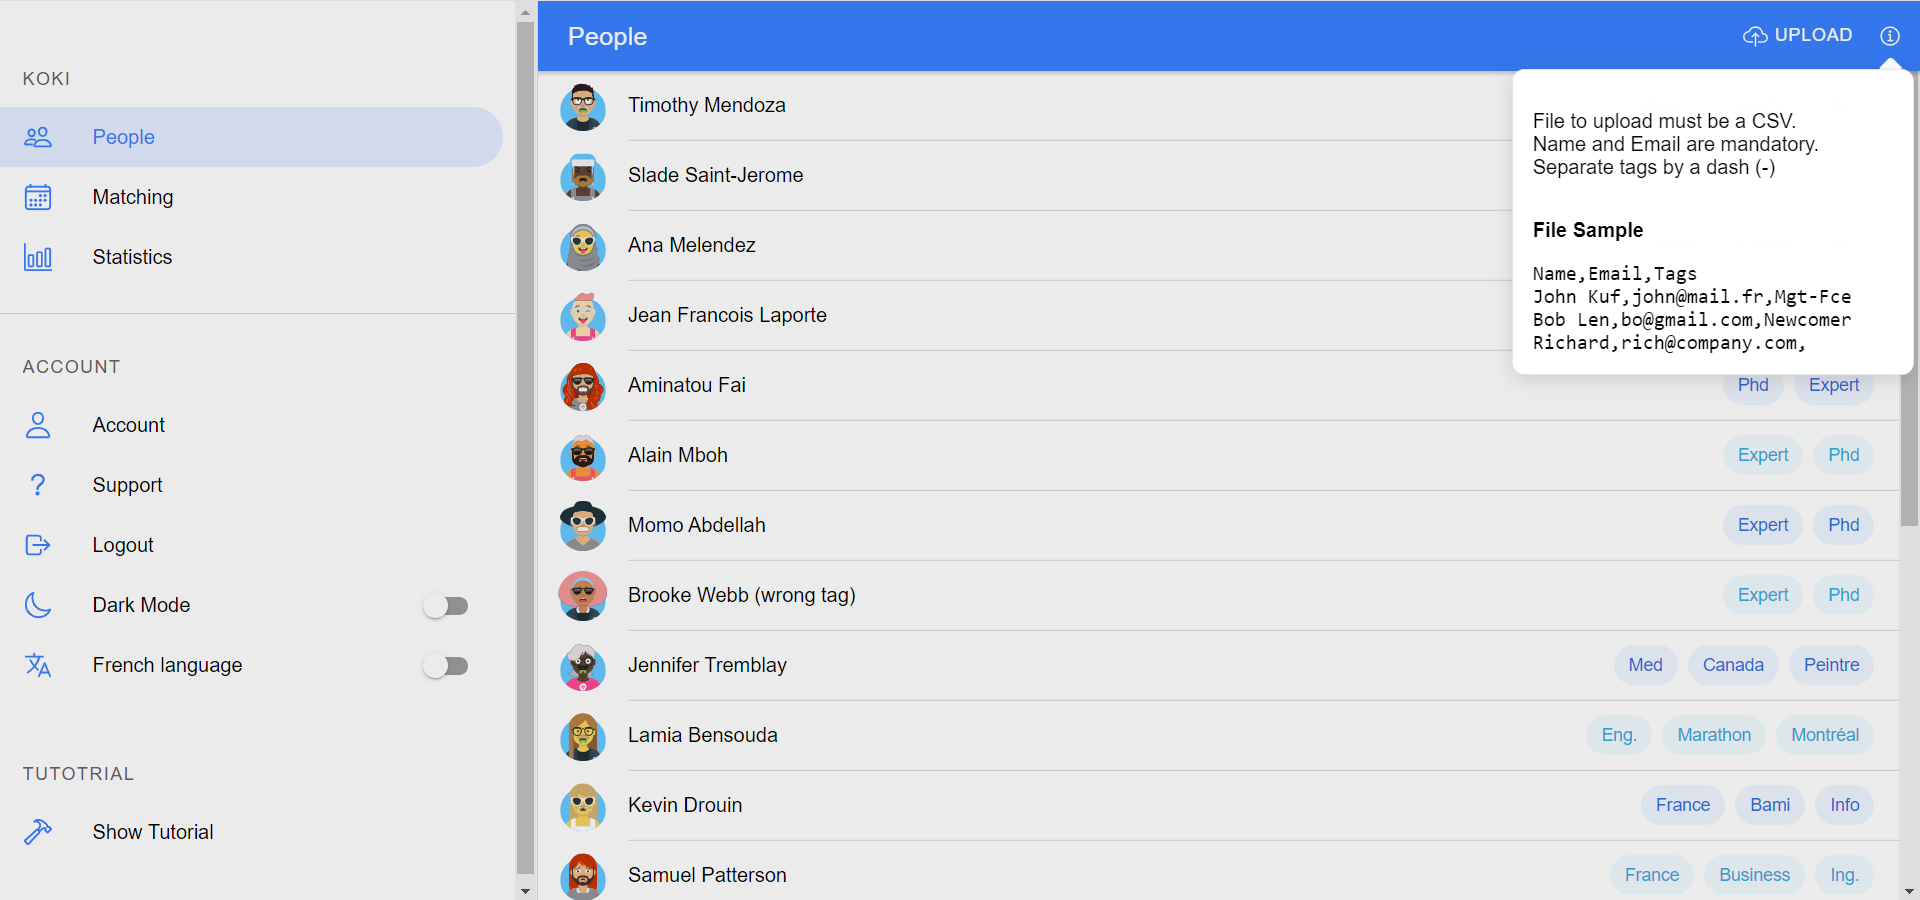 KOKI
People
Matching
Statistics
ACCOUNT
Account
Support
Logout
Dark Mode
French language
TUTOTRIAL
Show Tutorial
People
UPLOAD
File to upload must be a CSV.
Name and Email are mandatory.
Separate tags by a dash (-)
File Sample
Name,Email,Tags
John Kuf,john@mail.fr,Mgt-Fce
Bob Len,bo@gmail.com,Newcomer
Richard,rich@company.com,
Timothy Mendoza
Slade Saint-Jerome
Ana Melendez
Jean Francois Laporte
Aminatou Fai Phd Expert
Alain Mboh Expert Phd
Momo Abdellah Expert Phd
Brooke Webb (wrong tag) Expert Phd
Jennifer Tremblay Med Canada Peintre
Lamia Bensouda Eng. Marathon Montréal
Kevin Drouin France Bami Info
Samuel Patterson France Business Ing.